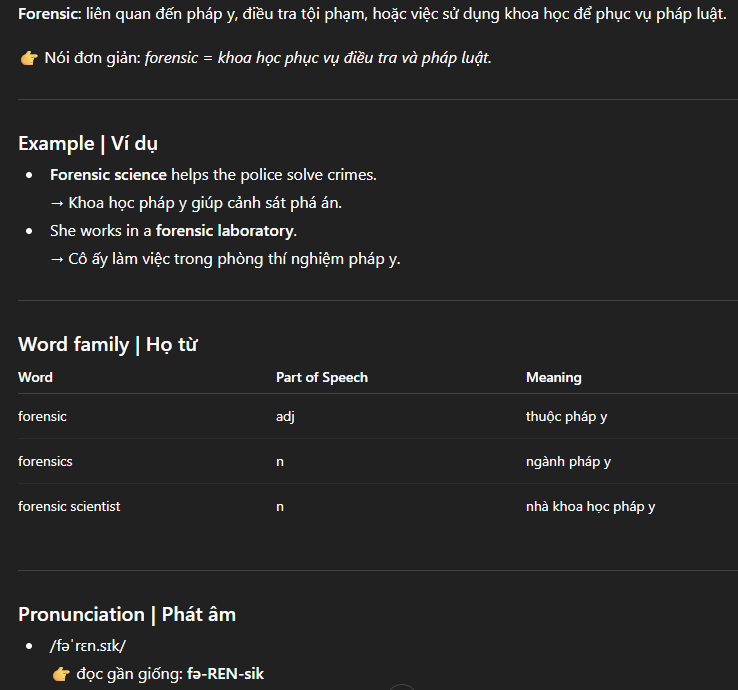 Forensic: liên quan đến pháp y, điều tra tội phạm, hoặc việc sử dụng khoa học để phục vụ pháp luật.
👉 Nói đơn giản: forensic = khoa học phục vụ điều tra và pháp luật.
Example | Ví dụ
• Forensic science helps the police solve crimes.
→ Khoa học pháp y giúp cảnh sát phá án.
• She works in a forensic laboratory.
→ Cô ấy làm việc trong phòng thí nghiệm pháp y.
Word family | Họ từ
Word Part of Speech Meaning
forensic adj thuộc pháp y
forensics n ngành pháp y
forensic scientist n nhà khoa học pháp y
Pronunciation | Phát âm
• /fəˈrɛn.sɪk/
👉 đọc gần giống: fə-REN-sik